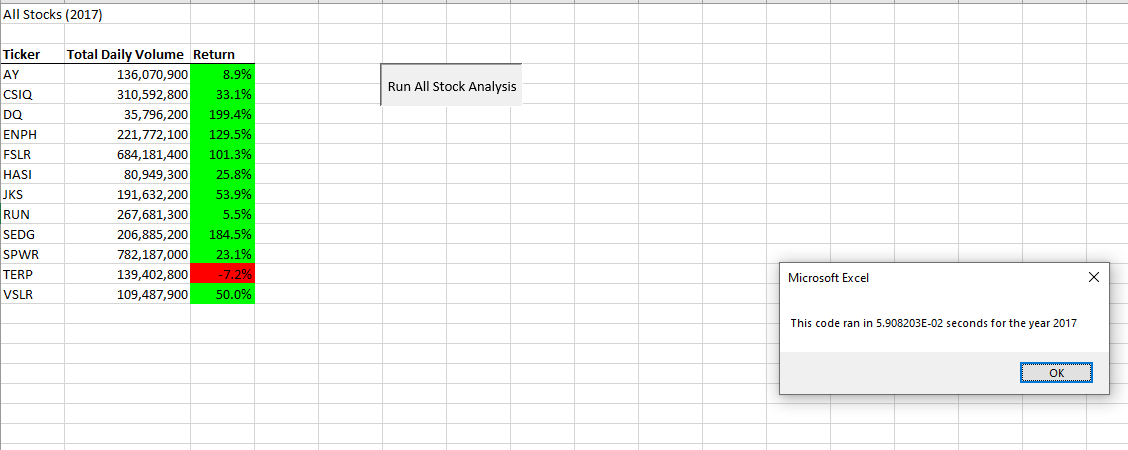 All Stocks (2017)
Ticker Total Daily Volume Return
AY 136,070,900 8.9%
CSIQ 310,592,800 33.1%
DQ 35,796,200 199.4%
ENPH 221,772,100 129.5%
FSLR 684,181,400 101.3%
HASI 80,949,300 25.8%
JKS 191,632,200 53.9%
RUN 267,681,300 5.5%
SEDG 206,885,200 184.5%
SPWR 782,187,000 23.1%
TERP 139,402,800 -7.2%
VSLR 109,487,900 50.0%
Run All Stock Analysis
Microsoft Excel
This code ran in 5.908203E-02 seconds for the year 2017
OK